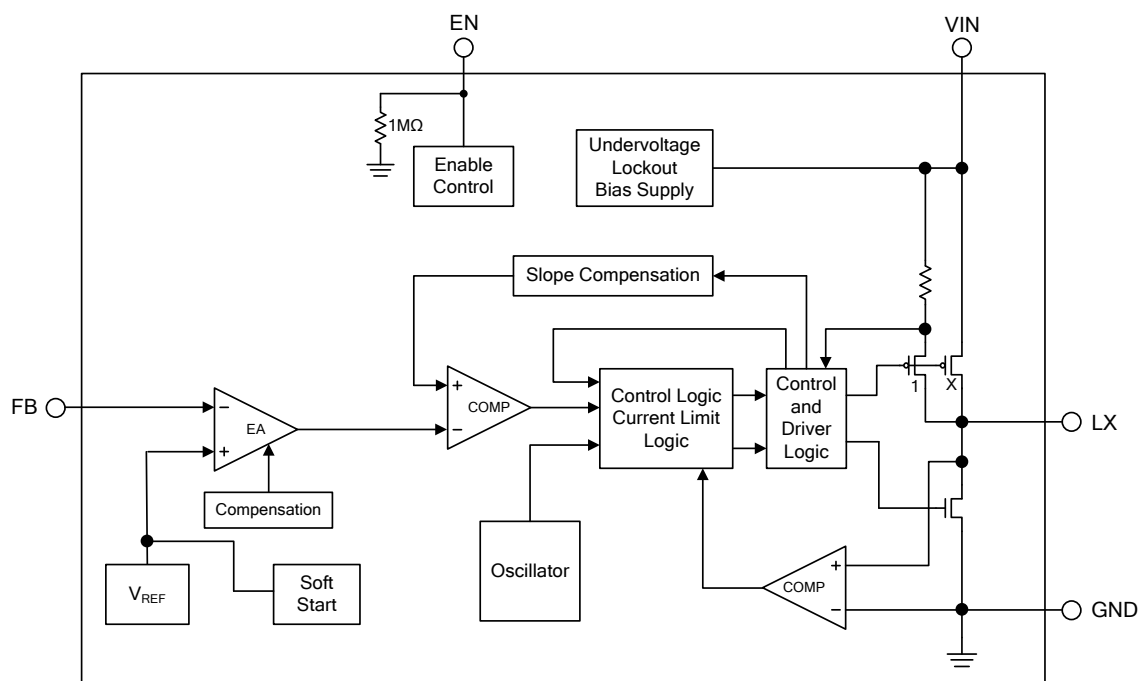 EN
VIN
1MΩ
Enable
Control
Undervoltage
Lockout
Bias Supply
Slope Compensation
FB
−
EA
+
+
COMP
−
Control Logic
Current Limit
Logic
Control
and
Driver
Logic
1
X
LX
Compensation
VREF
Soft
Start
Oscillator
+
COMP
−
GND